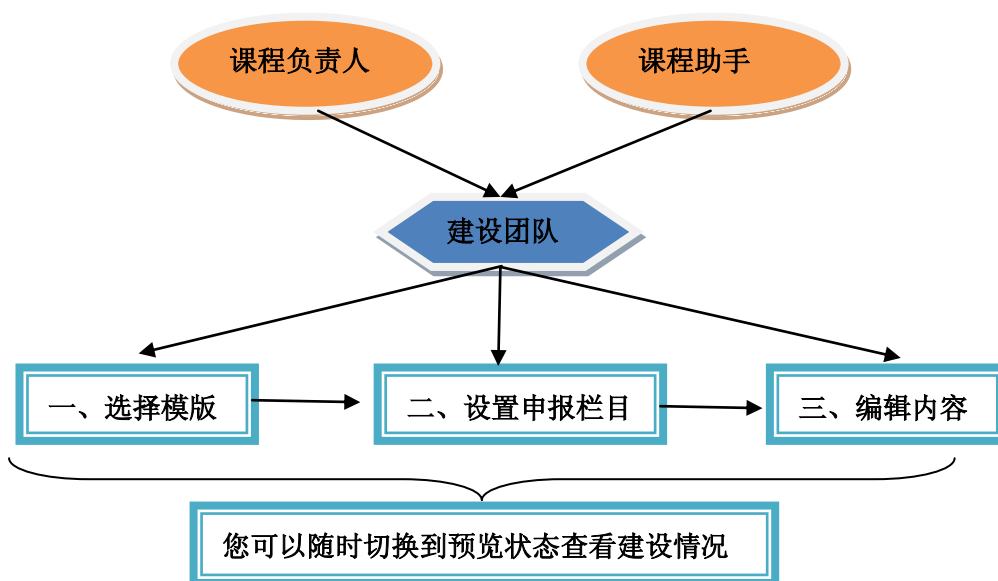 课程负责人
课程助手
建设团队
一、选择模版
二、设置申报栏目
三、编辑内容
您可以随时切换到预览状态查看建设情况